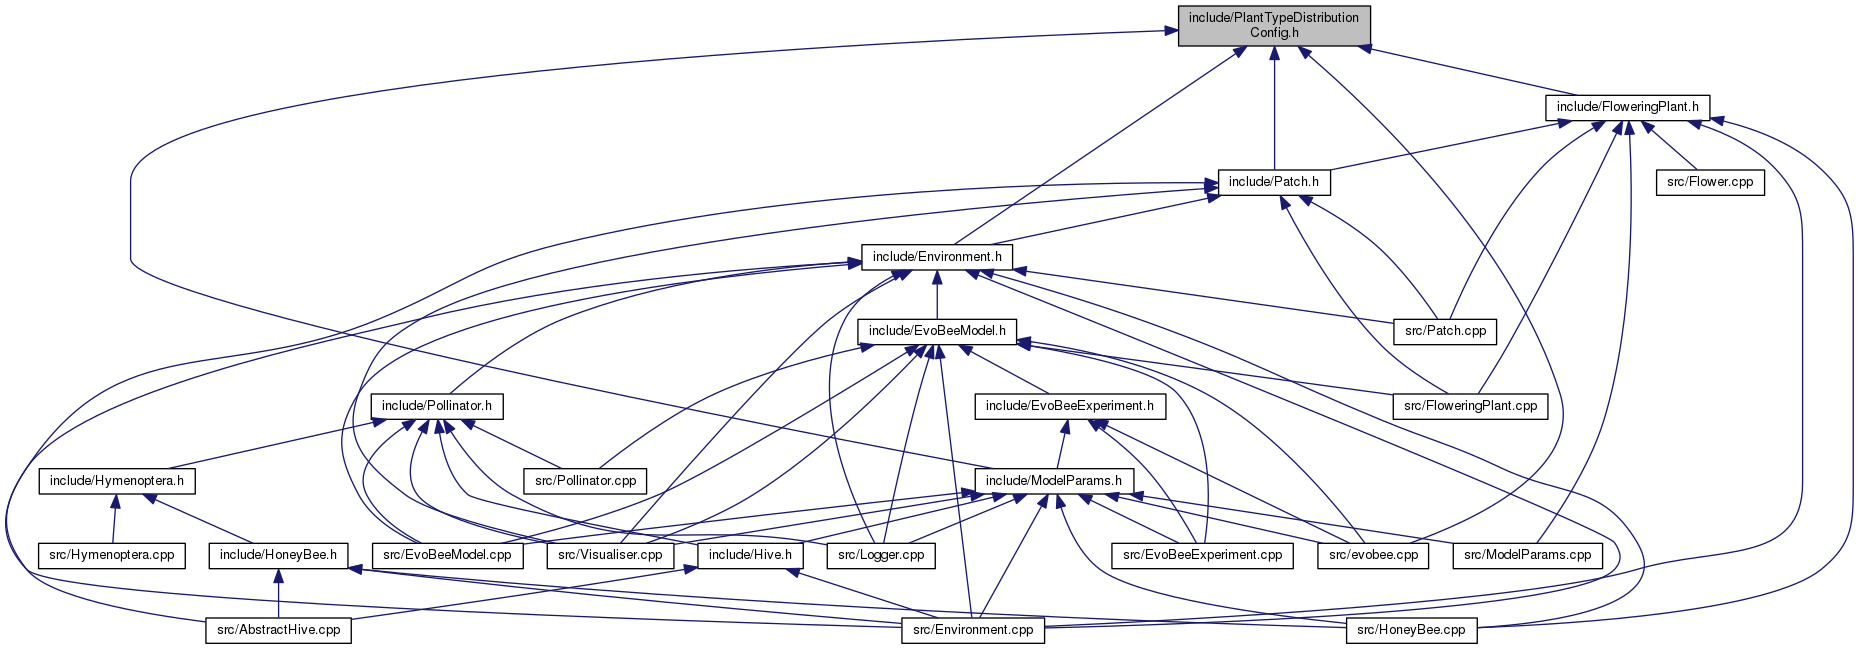 include/PlantTypeDistribution
Config.h
include/FloweringPlant.h
include/Patch.h
src/Flower.cpp
include/Environment.h
include/EvoBeeModel.h
src/Patch.cpp
include/Pollinator.h
include/EvoBeeExperiment.h
src/FloweringPlant.cpp
include/Hymenoptera.h
src/Pollinator.cpp
include/ModelParams.h
src/Hymenoptera.cpp
include/HoneyBee.h
src/EvoBeeModel.cpp
src/Visualiser.cpp
include/Hive.h
src/Logger.cpp
src/EvoBeeExperiment.cpp
src/evobee.cpp
src/ModelParams.cpp
src/AbstractHive.cpp
src/Environment.cpp
src/HoneyBee.cpp